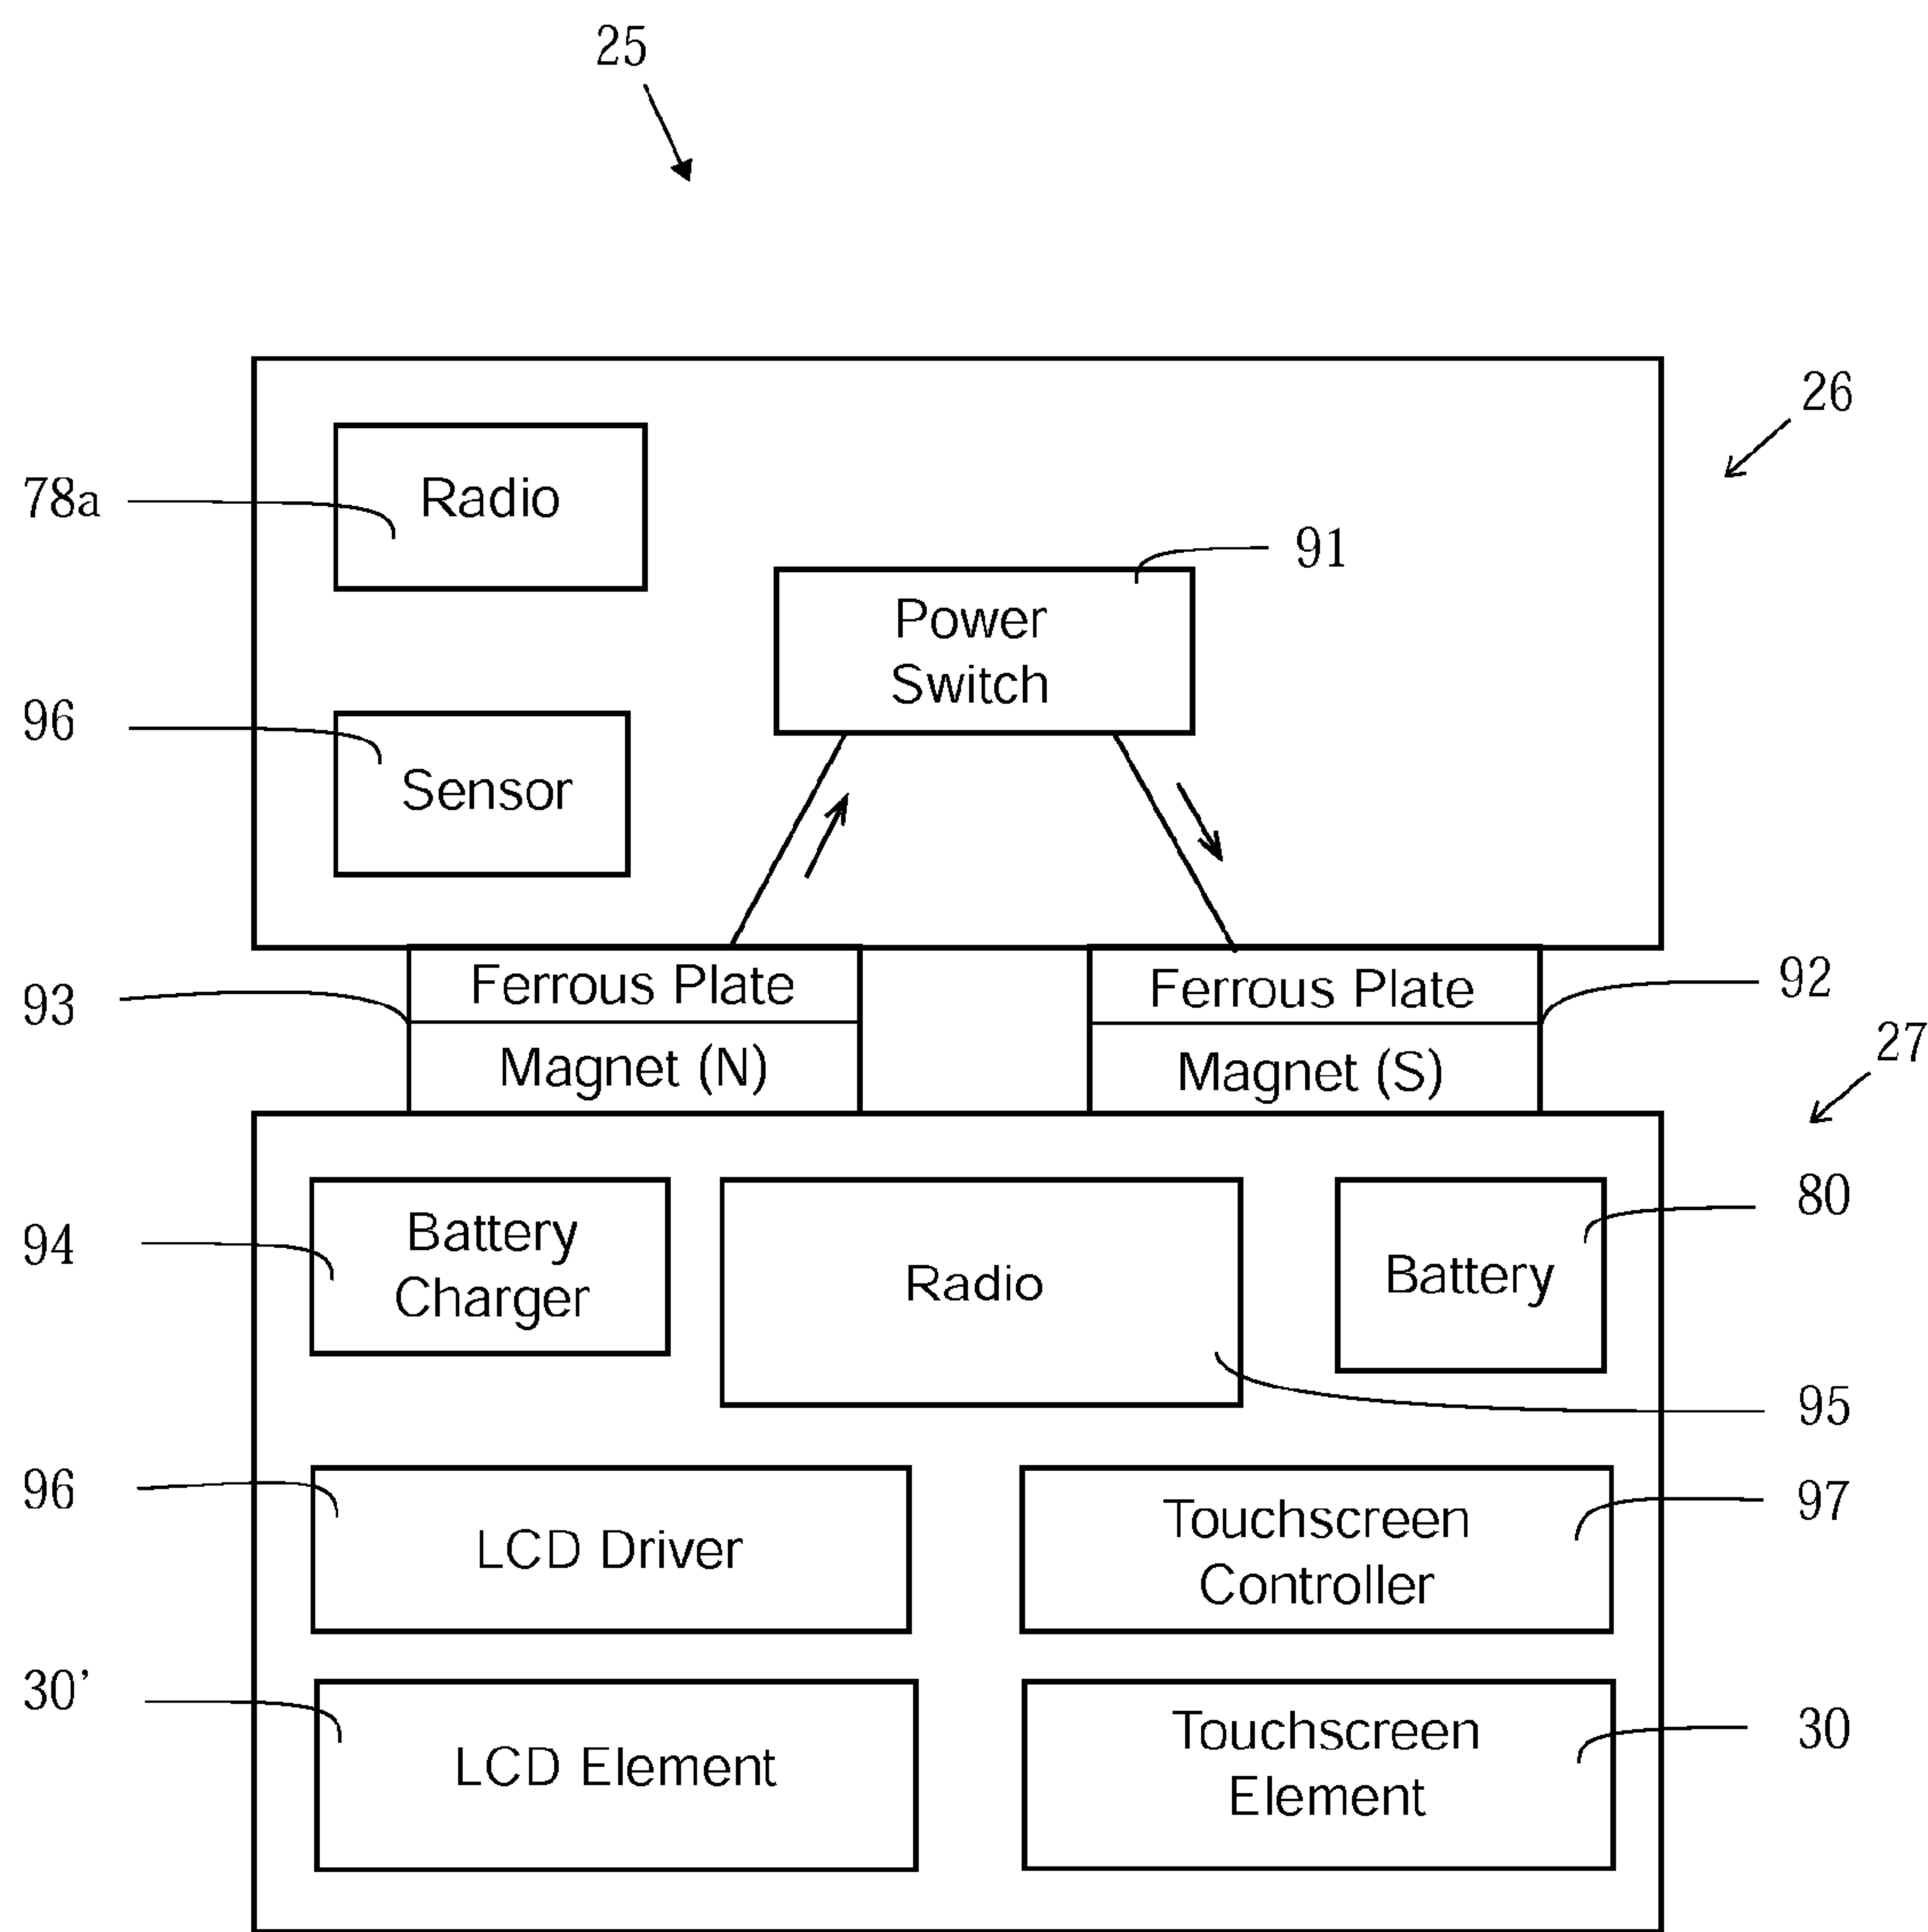 25
26
78a
Radio
91
Power
Switch
96
Sensor
93
Ferrous Plate
Ferrous Plate
92
Magnet (N)
Magnet (S)
27
94
Battery
Charger
Radio
Battery
80
95
96
LCD Driver
Touchscreen
Controller
97
30’
LCD Element
Touchscreen
Element
30